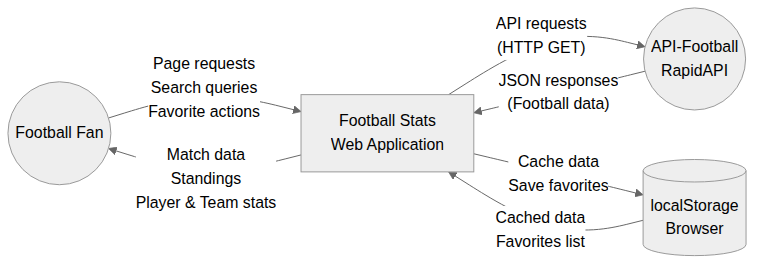 Football Fan
Page requests
Search queries
Favorite actions
Match data
Standings
Player & Team stats
Football Stats
Web Application
API requests
(HTTP GET)
JSON responses
(Football data)
API-Football
RapidAPI
Cache data
Save favorites
Cached data
Favorites list
localStorage
Browser